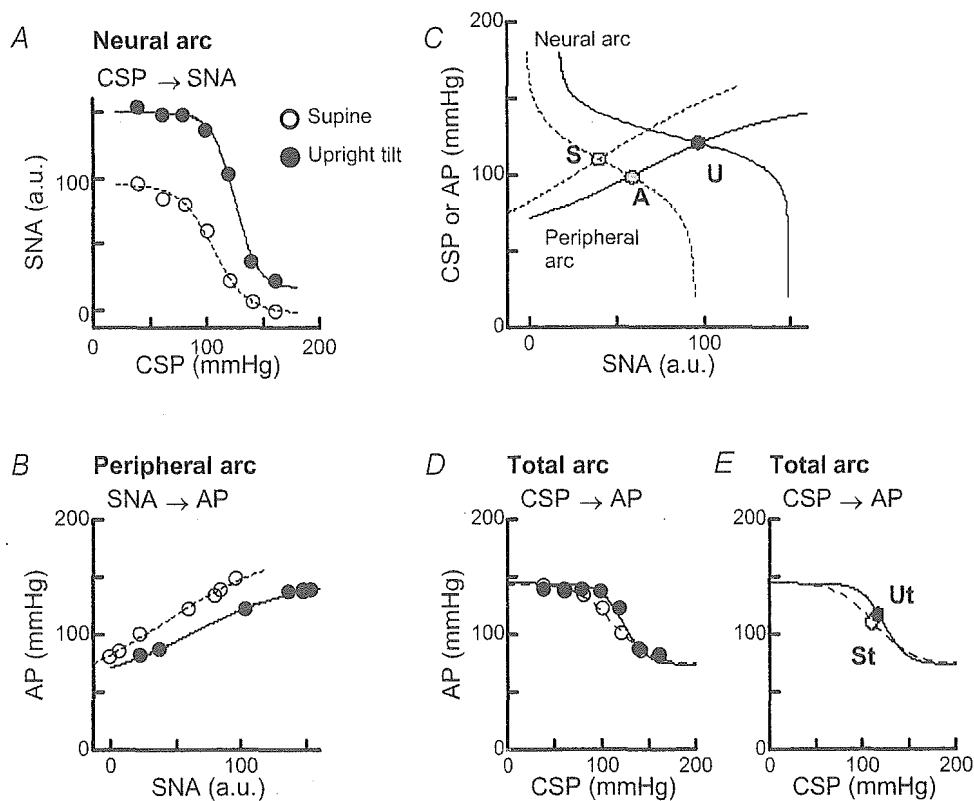 A Neural arc
CSP → SNA
Supine
Upright tilt
100
0
SNA (a.u.)
0 100 200
CSP (mmHg)
C
200
100
0
CSP or AP (mmHg)
Neural arc
S
A
U
Peripheral
arc
0 100
SNA (a.u.)
B Peripheral arc
SNA → AP
200
100
0
AP (mmHg)
0 100
SNA (a.u.)
D Total arc
CSP → AP
200
100
0
AP (mmHg)
0 100 200
CSP (mmHg)
E Total arc
CSP → AP
200
100
0
Ut
St
0 100 200
CSP (mmHg)